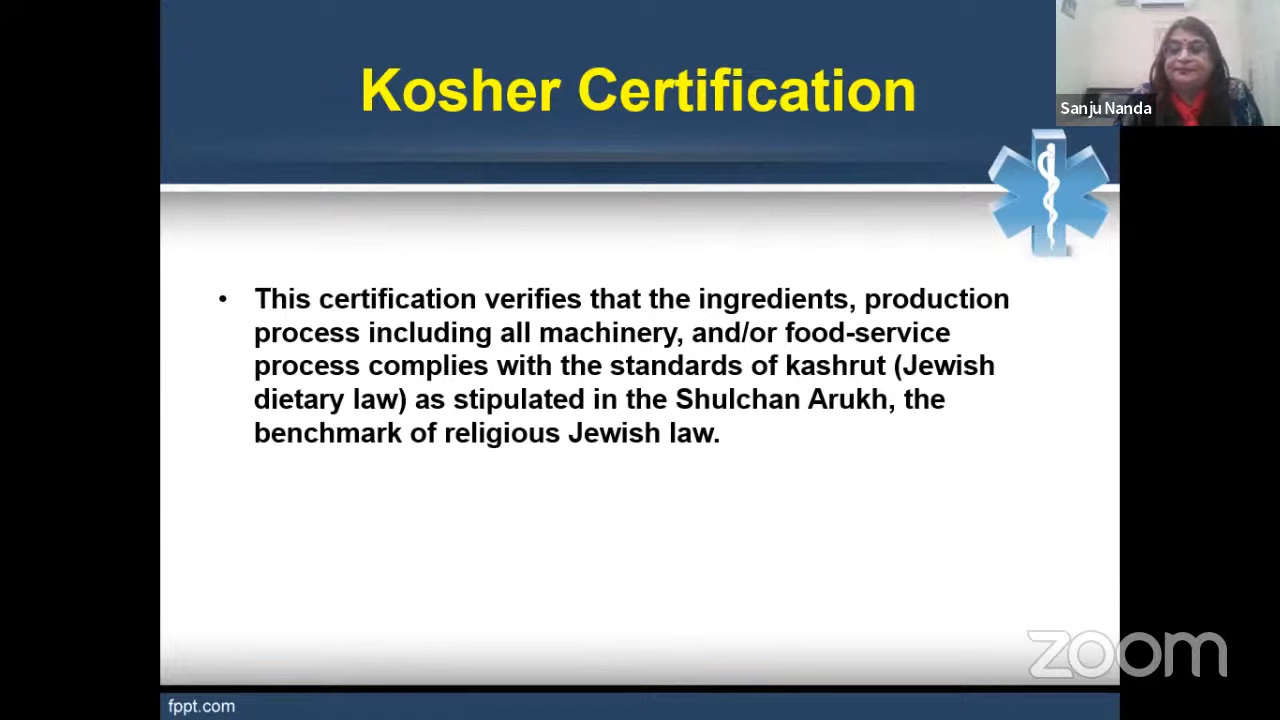 Kosher Certification
Sanju Nanda
• This certification verifies that the ingredients, production
process including all machinery, and/or food-service
process complies with the standards of kashrut (Jewish
dietary law) as stipulated in the Shulchan Arukh, the
benchmark of religious Jewish law.
zoom
fppt.com